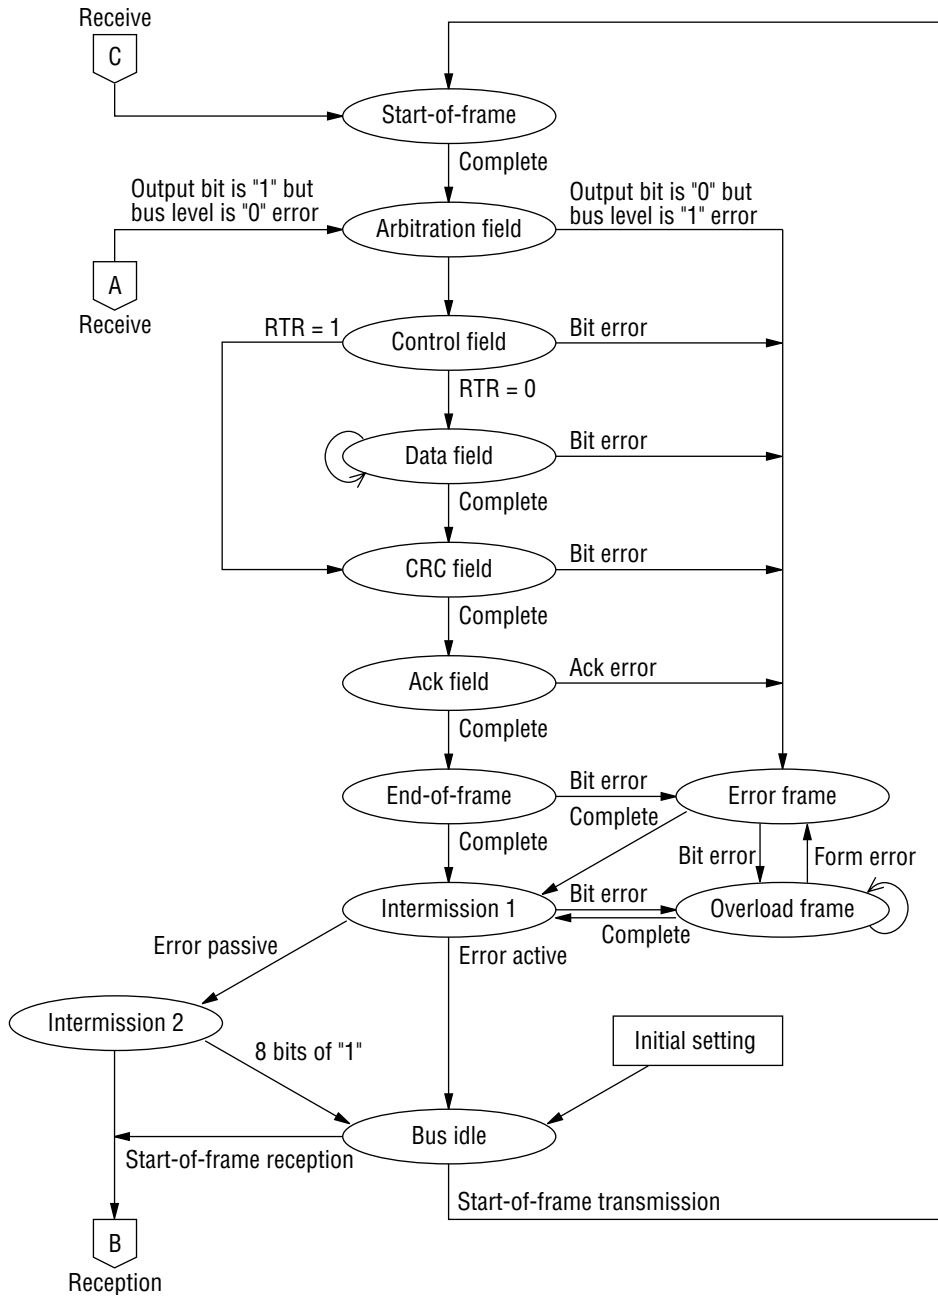 Receive
C
Start-of-frame
Complete
Output bit is "1" but
bus level is "0" error
Output bit is "0" but
bus level is "1" error
Arbitration field
A
Receive
RTR = 1
Control field
Bit error
RTR = 0
Data field
Bit error
Complete
CRC field
Bit error
Complete
Ack field
Ack error
Complete
End-of-frame
Bit error
Error frame
Complete
Complete
Bit error
Form error
Intermission 1
Bit error
Overload frame
Complete
Error passive
Error active
Intermission 2
8 bits of "1"
Initial setting
Bus idle
Start-of-frame reception
Start-of-frame transmission
B
Reception